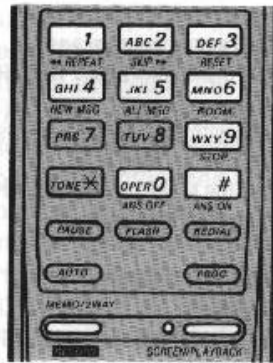 1 ABC 2 DEF 3
◄◄ REPEAT SKIP ►► RESET
GHI 4 JKL 5 MNO 6
NEW MSG ALL MSG ROOM
PRS 7 TUV 8 WXY 9
STOP
TONE * OPER 0 #
ANS OFF ANS ON
PAUSE FLASH REDIAL
AUTO PROG
MEMO/2WAY
SCREEN/PLAYBACK